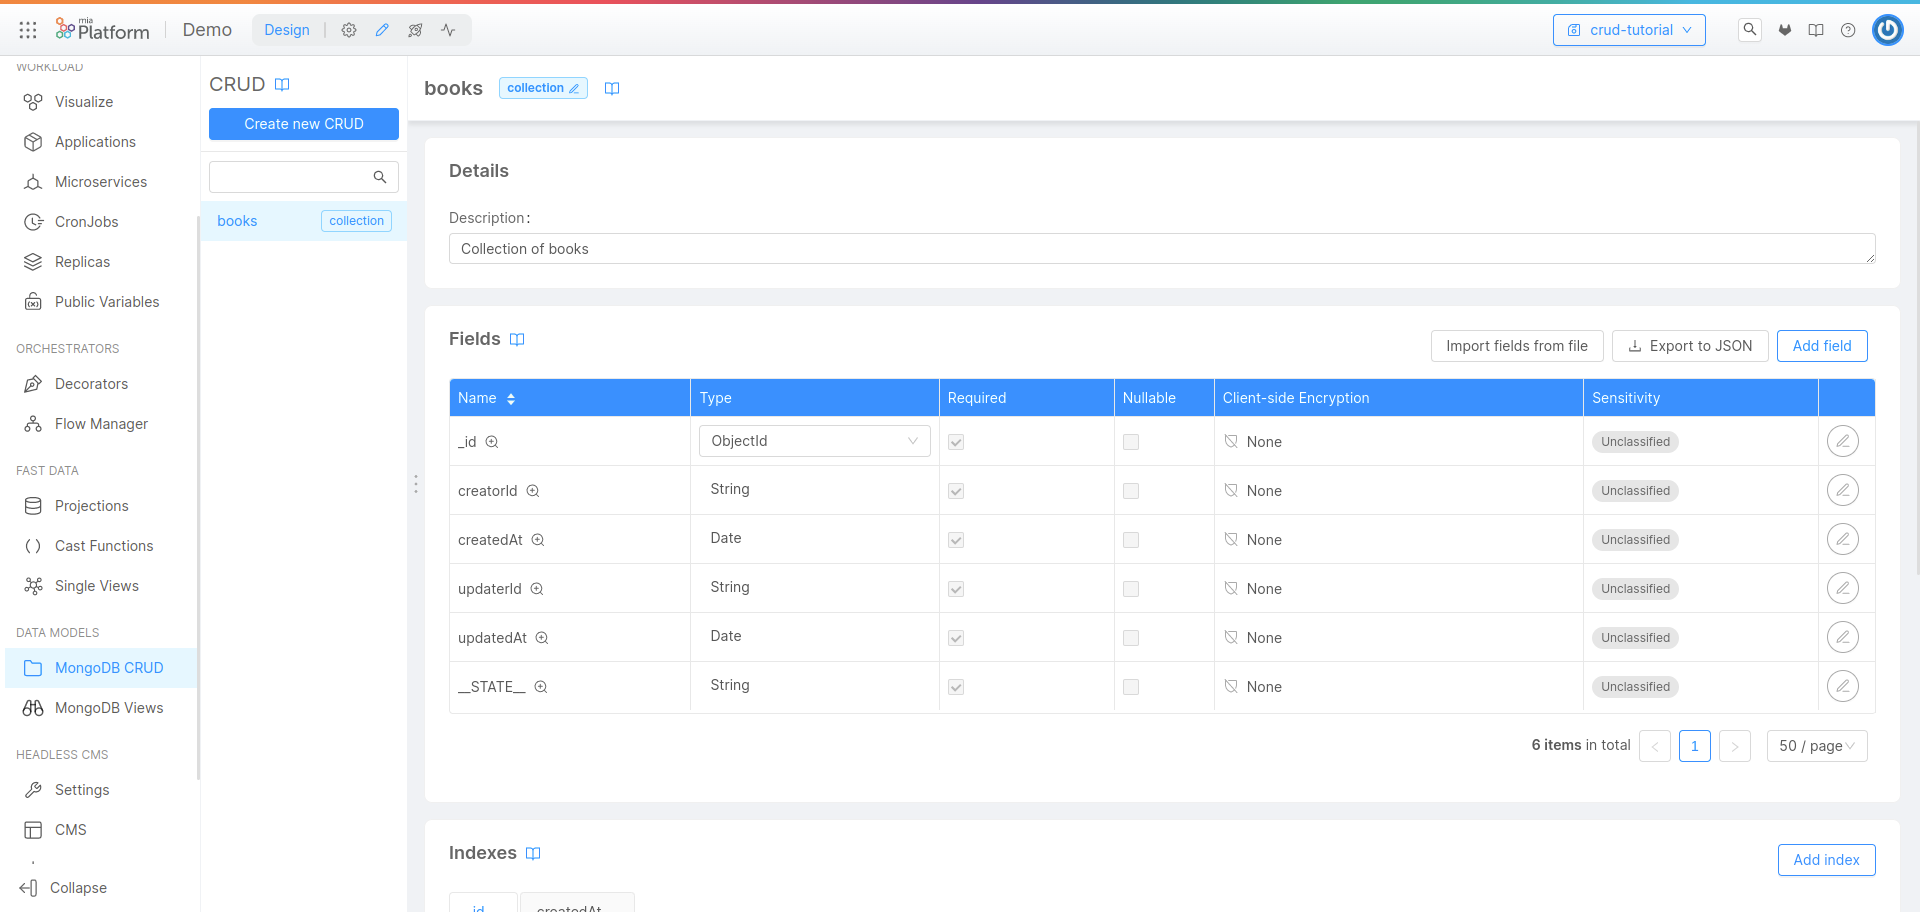 mia Platform
Demo
Design
crud-tutorial
WORKLOAD
Visualize
Applications
Microservices
CronJobs
Replicas
Public Variables
ORCHESTRATORS
Decorators
Flow Manager
FAST DATA
Projections
Cast Functions
Single Views
DATA MODELS
MongoDB CRUD
MongoDB Views
HEADLESS CMS
Settings
CMS
Collapse
CRUD
Create new CRUD
books collection
books collection
Details
Description:
Collection of books
Fields
Import fields from file Export to JSON Add field
Name Type Required Nullable Client-side Encryption Sensitivity
_id ObjectId None Unclassified
creatorId String None Unclassified
createdAt Date None Unclassified
updaterId String None Unclassified
updatedAt Date None Unclassified
__STATE__ String None Unclassified
6 items in total < 1 > 50 / page
Indexes
Add index
_id createdAt